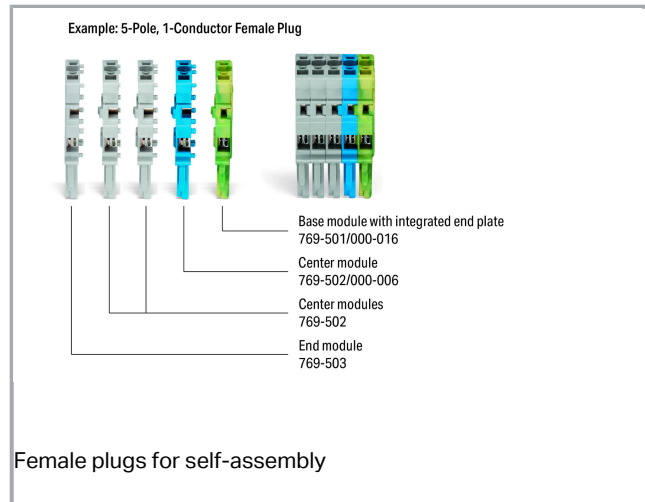 Example: 5-Pole, 1-Conductor Female Plug
Base module with integrated end plate
769-501/000-016
Center module
769-502/000-006
Center modules
769-502
End module
769-503
Female plugs for self-assembly